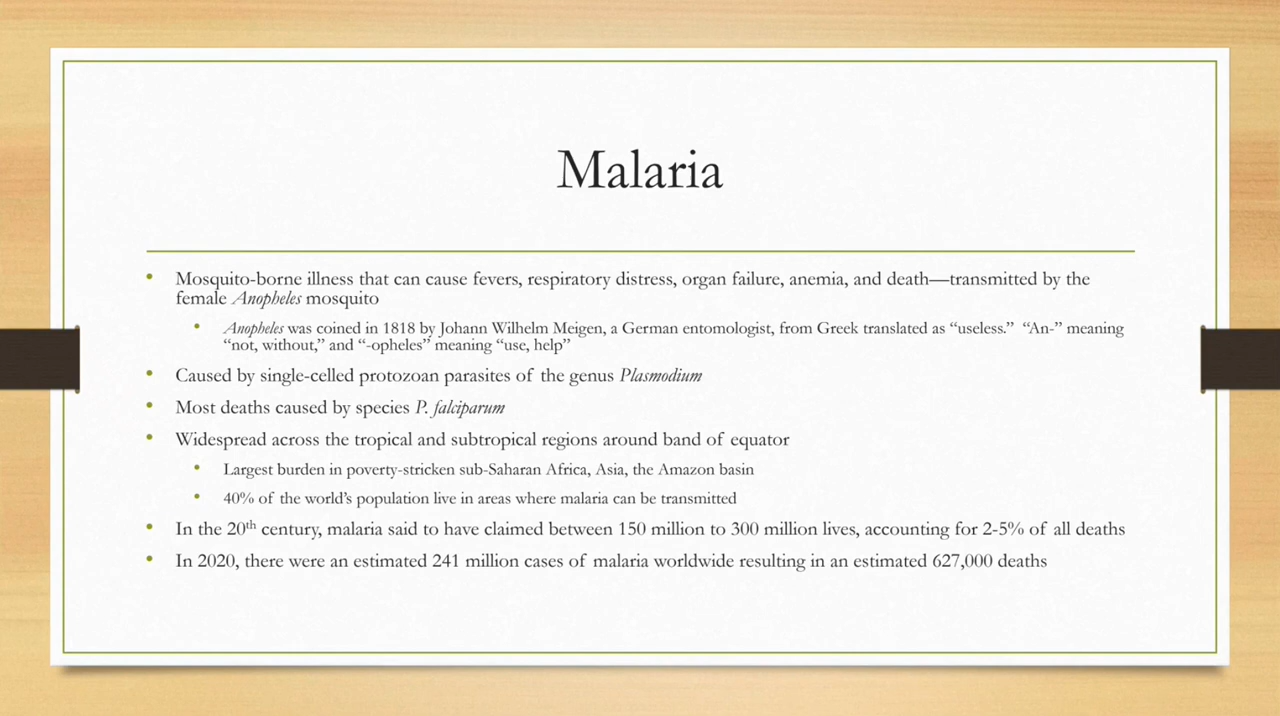 Malaria
• Mosquito-borne illness that can cause fevers, respiratory distress, organ failure, anemia, and death—transmitted by the
female Anopheles mosquito
• Anopheles was coined in 1818 by Johann Wilhelm Meigen, a German entomologist, from Greek translated as “useless.” “An-” meaning
“not, without,” and “-opheles” meaning “use, help”
• Caused by single-celled protozoan parasites of the genus Plasmodium
• Most deaths caused by species P. falciparum
• Widespread across the tropical and subtropical regions around band of equator
• Largest burden in poverty-stricken sub-Saharan Africa, Asia, the Amazon basin
• 40% of the world’s population live in areas where malaria can be transmitted
• In the 20th century, malaria said to have claimed between 150 million to 300 million lives, accounting for 2-5% of all deaths
• In 2020, there were an estimated 241 million cases of malaria worldwide resulting in an estimated 627,000 deaths